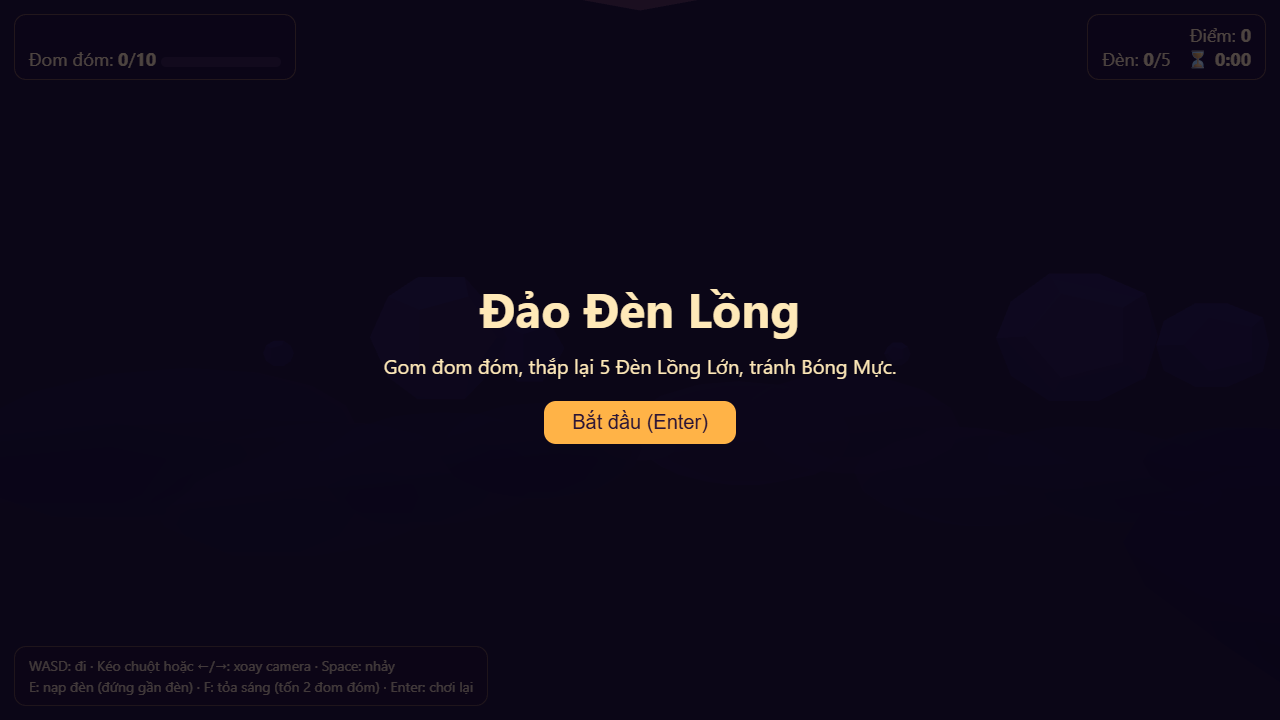 Đom đóm: 0/10
Điểm: 0
Đèn: 0/5 ⏳ 0:00
Đảo Đèn Lồng
Gom đom đóm, thắp lại 5 Đèn Lồng Lớn, tránh Bóng Mực.
Bắt đầu (Enter)
WASD: đi · Kéo chuột hoặc ←/→: xoay camera · Space: nhảy
E: nạp đèn (đứng gần đèn) · F: tỏa sáng (tốn 2 đom đóm) · Enter: chơi lại